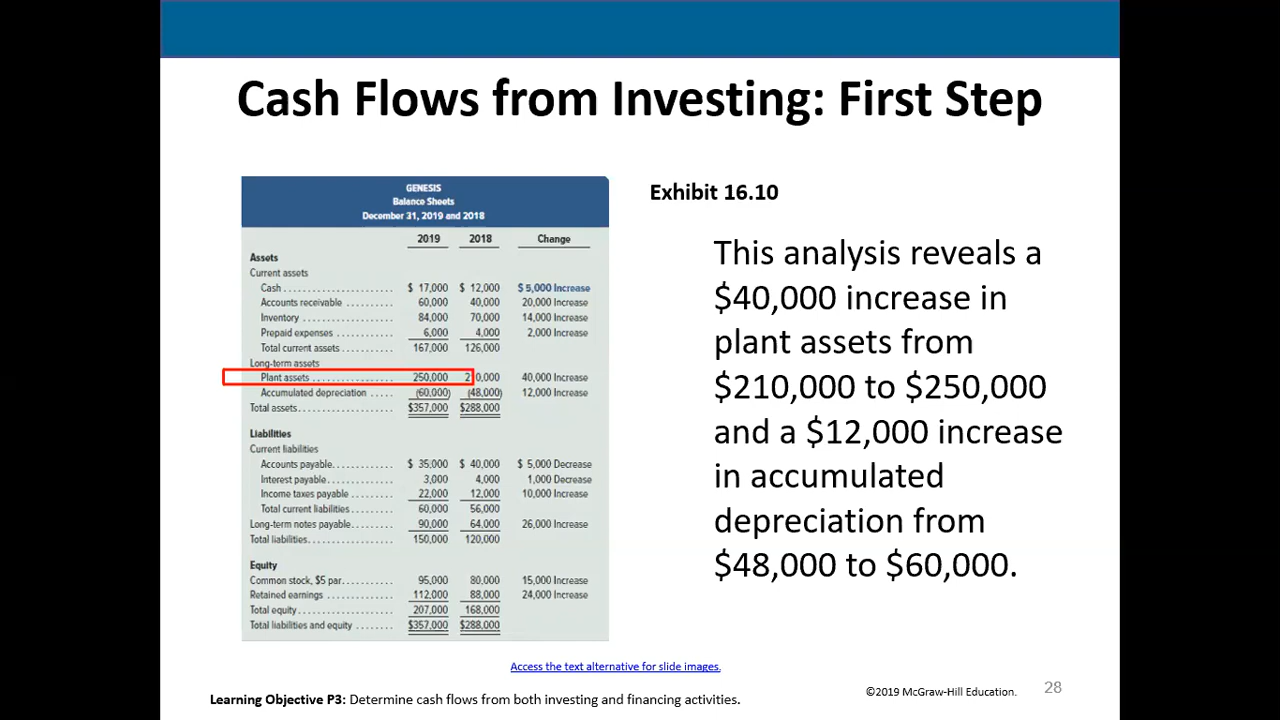 Cash Flows from Investing: First Step
GENESIS
Balance Sheets
December 31, 2019 and 2018
2019 2018 Change
Assets
Current assets
Cash ...................... $ 17,000 $ 12,000 $ 5,000 Increase
Accounts receivable .......... 60,000 40,000 20,000 Increase
Inventory .................. 84,000 70,000 14,000 Increase
Prepaid expenses ............ 6,000 4,000 2,000 Increase
Total current assets ........... 167,000 126,000
Long-term assets
Plant assets ................ 250,000 2 0,000 40,000 Increase
Accumulated depreciation ..... (60,000) (48,000) 12,000 Increase
Total assets.................. $357,000 $288,000
Liabilities
Current liabilities
Accounts payable............. $ 35,000 $ 40,000 $ 5,000 Decrease
Interest payable.............. 3,000 4,000 1,000 Decrease
Income taxes payable ......... 22,000 12,000 10,000 Increase
Total current liabilities ......... 60,000 56,000
Long-term notes payable......... 90,000 64,000 26,000 Increase
Total liabilities................. 150,000 120,000
Equity
Common stock, $5 par........... 95,000 80,000 15,000 Increase
Retained earnings .............. 112,000 88,000 24,000 Increase
Total equity................... 207,000 168,000
Total liabilities and equity ........ $357,000 $288,000
Exhibit 16.10
This analysis reveals a
$40,000 increase in
plant assets from
$210,000 to $250,000
and a $12,000 increase
in accumulated
depreciation from
$48,000 to $60,000.
Access the text alternative for slide images.
Learning Objective P3: Determine cash flows from both investing and financing activities.
©2019 McGraw-Hill Education.
28